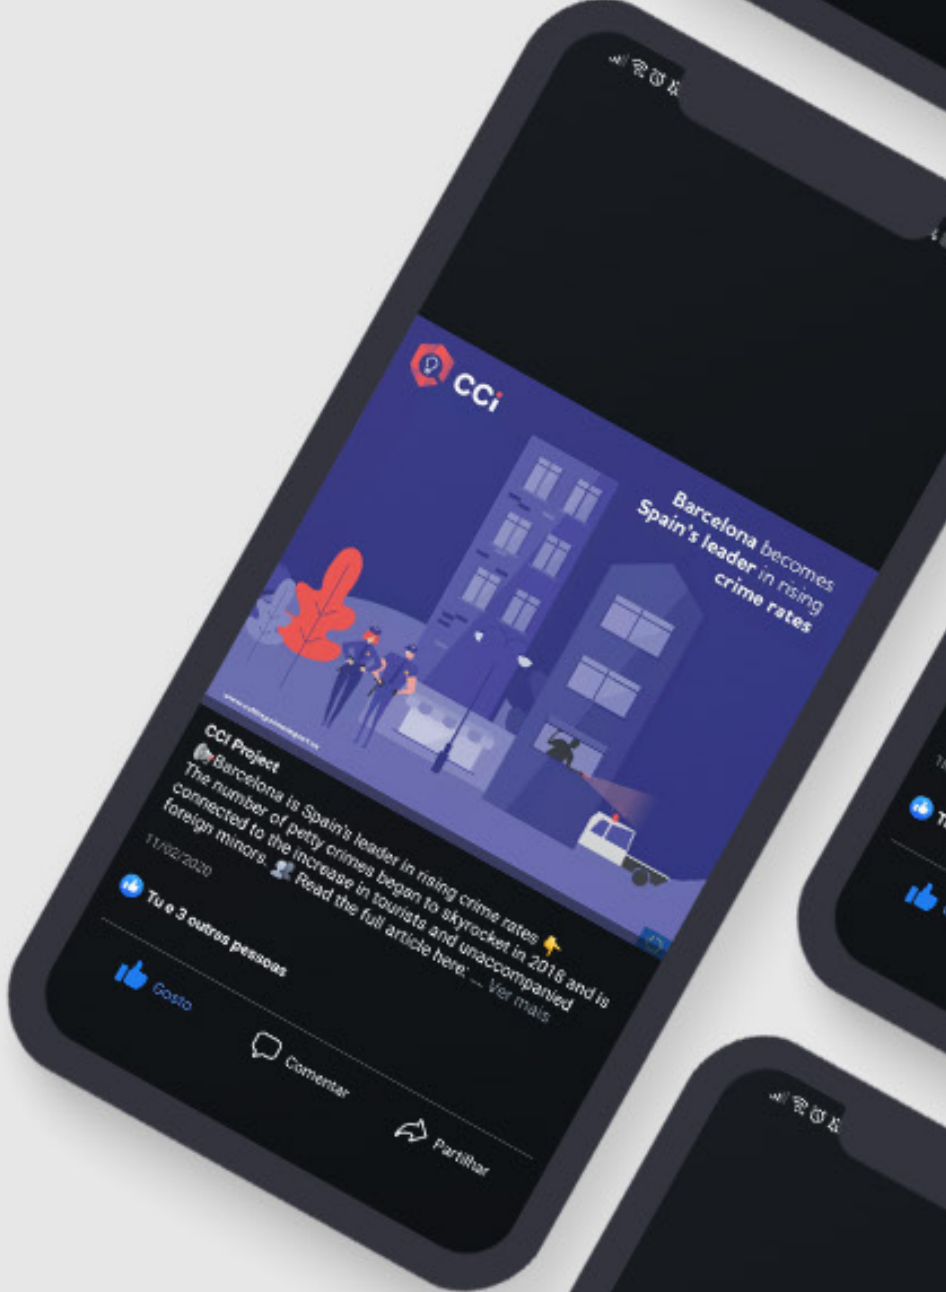 CCi
Barcelona becomes
Spain's leader in rising
crime rates
CCI Project
Barcelona is Spain's leader in rising crime rates
The number of petty crimes began to skyrocket in 2018 and is
connected to the increase in tourists and unaccompanied
foreign minors. Read the full article here: ... Ver mais
11/02/2020
Tu e 3 outras pessoas
Gosto
Comentar
Partilhar